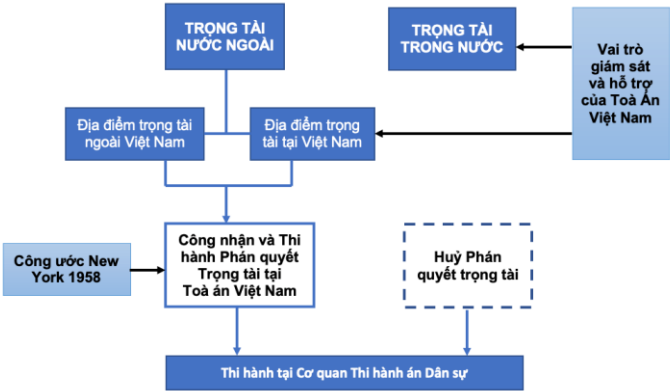 TRỌNG TÀI
NƯỚC NGOÀI
TRỌNG TÀI
TRONG NƯỚC
Vai trò
giám sát
và hỗ trợ
của Toà Án
Việt Nam
Địa điểm trọng tài
ngoài Việt Nam
Địa điểm trọng
tài tại Việt Nam
Công ước New
York 1958
Công nhận và Thi
hành Phán quyết
Trọng tài tại
Toà án Việt Nam
Huỷ Phán
quyết trọng tài
Thi hành tại Cơ quan Thi hành án Dân sự